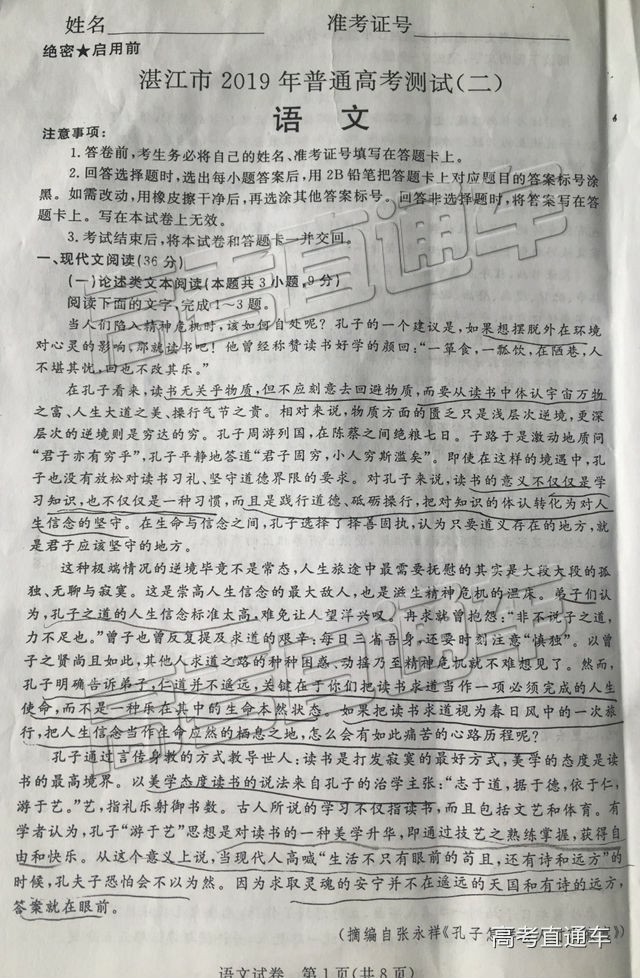 姓名 准考证号
绝密★启用前
湛江市2019年普通高考测试(二)
语 文
注意事项:
1.答卷前,考生务必将自己的姓名、准考证号填写在答题卡上。
2.回答选择题时,选出每小题答案后,用2B铅笔把答题卡上对应题目的答案标号涂
黑。如需改动,用橡皮擦干净后,再选涂其他答案标号。回答非选择题时,将答案写在答
题卡上。写在本试卷上无效。
3.考试结束后,将本试卷和答题卡一并交回。
一、现代文阅读(36分)
(一)论述类文本阅读(本题共3小题,9分)
阅读下面的文字,完成1~3题。
当人们陷入精神危机时,该如何自处呢?孔子的一个建议是,如果想摆脱外在环境
对心灵的影响,那就读书吧!他曾经称赞读书好学的颜回:“一箪食,一瓢饮,在陋巷,人
不堪其忧,回也不改其乐。”
在孔子看来,读书无关乎物质,但不应刻意去回避物质,而要从读书中体认宇宙万物
之富、人生大道之美、操行气节之贵。相对来说,物质方面的匮乏只是浅层次逆境,更深
层次的逆境则是穷达的穷。孔子周游列国,在陈蔡之间绝粮七日。子路于是激动地质问
“君子亦有穷乎”,孔子平静地答道“君子固穷,小人穷斯滥矣”。即使在这样的境遇中,孔
子也没有放松对读书习礼、坚守道德界限的要求。对孔子来说,读书的意义不仅仅是学
习知识,也不仅仅是一种习惯,而且是践行道德、砥砺操行,把对知识的体认转化为对人
生信念的坚守。在生命与信念之间,孔子选择了择善固执,认为只要道义存在的地方,就
是君子应该坚守的地方。
这种极端情况的逆境毕竟不是常态,人生旅途中最需要抚慰的其实是大段大段的孤
独、无聊与寂寞。这是崇高人生信念的最大敌人,也是滋生精神危机的温床。弟子们认
为,孔子之道的人生信念标准太高,难免让人望洋兴叹。冉求就曾抱怨:“非不说子之道,
力不足也。”曾子也曾反复提及求道的艰辛:每日三省吾身,还要时刻注意“慎独”。以曾
子之贤尚且如此,其他人求道之路的种种困惑、动摇乃至精神危机就不难想见了。然而,
孔子明确告诉弟子,仁道并不遥远,关键在于你们把读书求道当作一项必须完成的人生
使命,而不是一种乐在其中的生命本然状态。如果把读书求道视为春日风中的一次旅
行,把人生信念当作生命应然的栖息之地,怎么会有如此痛苦的心路历程呢?
孔子通过言传身教的方式教导世人:读书是打发寂寞的最好方式,美学的态度是读
书的最高境界。以美学态度读书的说法来自孔子的治学主张:“志于道,据于德,依于仁,
游于艺。”艺,指礼乐射御书数。古人所说的学习不仅指读书,而且包括文艺和体育。有
学者认为,孔子“游于艺”思想是对读书的一种美学升华,即通过技艺之熟练掌握,获得自
由和快乐。从这个意义上说,当现代人高喊“生活不只有眼前的苟且,还有诗和远方”的
时候,孔夫子恐怕会不以为然。因为求取灵魂的安宁并不在遥远的天国和有诗的远方,
答案就在眼前。
(摘编自张永祥《孔子怎
高考直通车
语文试卷 第1页(共8页)